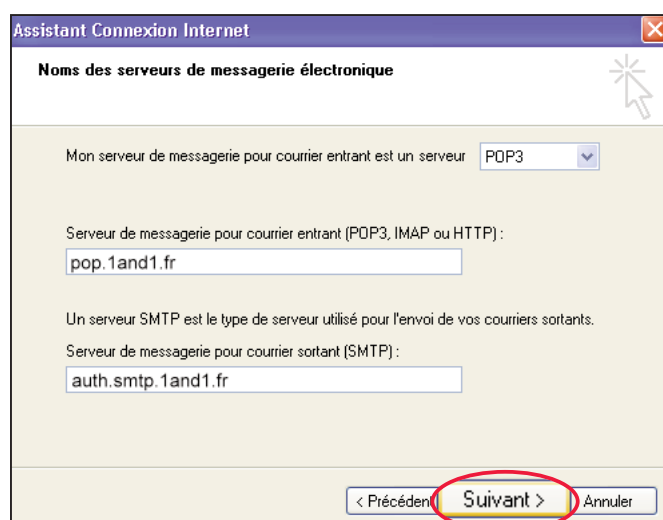 Assistant Connexion Internet
Noms des serveurs de messagerie électronique
Mon serveur de messagerie pour courrier entrant est un serveur POP3
Serveur de messagerie pour courrier entrant (POP3, IMAP ou HTTP) :
pop.1and1.fr
Un serveur SMTP est le type de serveur utilisé pour l'envoi de vos courriers sortants.
Serveur de messagerie pour courrier sortant (SMTP) :
auth.smtp.1and1.fr
< Précéden Suivant > Annuler